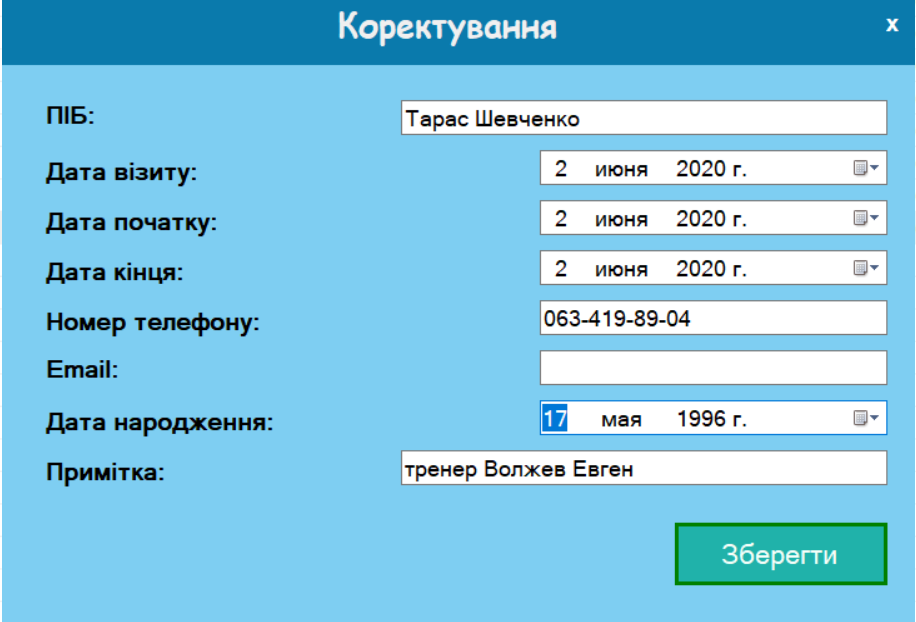 Коректування x
ПІБ: Тарас Шевченко
Дата візиту: 2 июня 2020 г.
Дата початку: 2 июня 2020 г.
Дата кінця: 2 июня 2020 г.
Номер телефону: 063-419-89-04
Email:
Дата народження: 17 мая 1996 г.
Примітка: тренер Волжев Евген
Зберегти